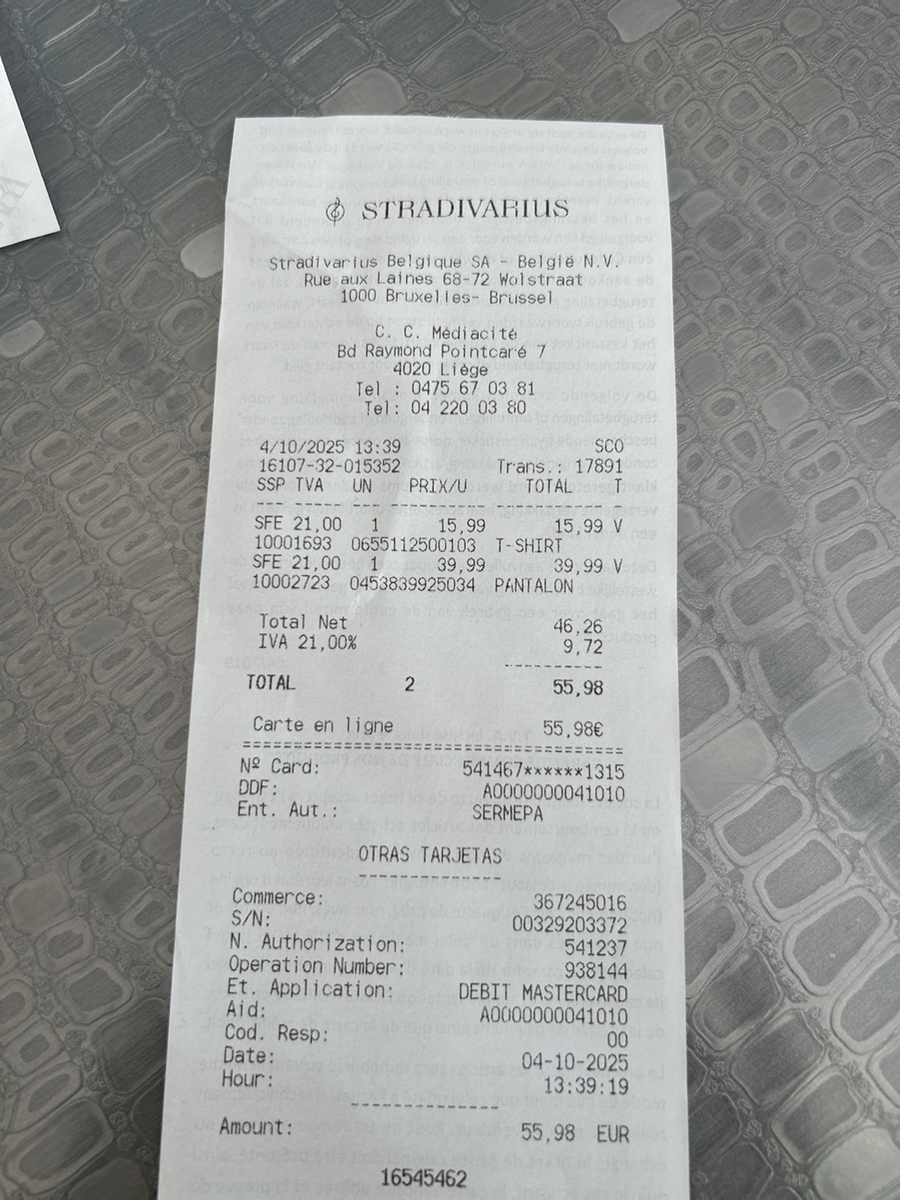 STRADIVARIUS
Stradivarius Belgique SA - België N.V.
Rue aux Laines 68-72 Wolstraat
1000 Bruxelles- Brussel
C. C. Médiacité
Bd Raymond Pointcaré 7
4020 Liège
Tel : 0475 67 03 81
Tel: 04 220 03 80
4/10/2025 13:39 SCO
16107-32-015352 Trans.: 17891
SSP TVA UN PRIX/U TOTAL T
SFE 21,00 1 15,99 15,99 V
10001693 0655112500103 T-SHIRT
SFE 21,00 1 39,99 39,99 V
10002723 0453839925034 PANTALON
Total Net 46,26
IVA 21,00% 9,72
TOTAL 2 55,98
Carte en ligne 55,98€
Nº Card: 541467******1315
DDF: A0000000041010
Ent. Aut.: SERMEPA
OTRAS TARJETAS
Commerce: 367245016
S/N: 00329203372
N. Authorization: 541237
Operation Number: 938144
Et. Application: DEBIT MASTERCARD
Aid: A0000000041010
Cod. Resp: 00
Date: 04-10-2025
Hour: 13:39:19
Amount: 55,98 EUR
16545462